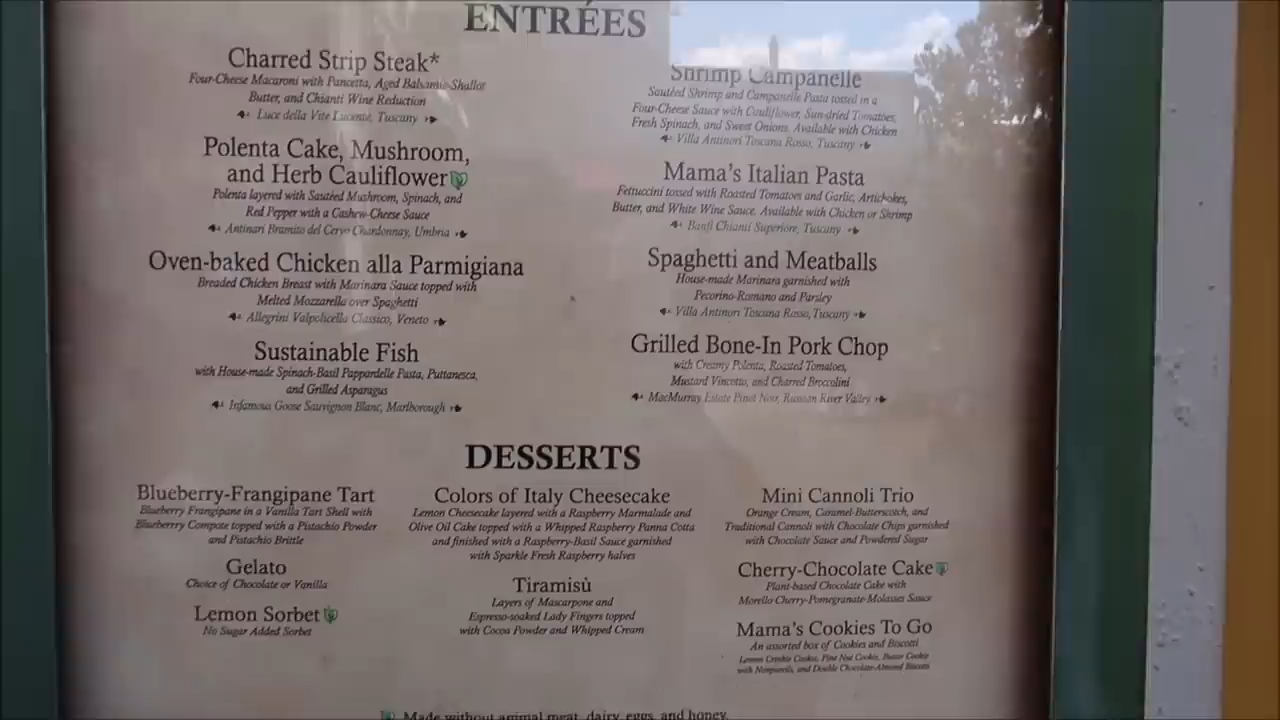 ENTRÉES
Charred Strip Steak*
Four-Cheese Macaroni with Pancetta, Aged Balsamic-Shallot
Butter, and Chianti Wine Reduction
Luce della Vite Lucente, Tuscany
Polenta Cake, Mushroom,
and Herb Cauliflower
Polenta layered with Sautéed Mushroom, Spinach, and
Red Pepper with a Cashew-Cheese Sauce
Antinori Bramito del Cervo Chardonnay, Umbria
Oven-baked Chicken alla Parmigiana
Breaded Chicken Breast with Marinara Sauce topped with
Melted Mozzarella over Spaghetti
Allegrini Valpolicella Classico, Veneto
Sustainable Fish
with House-made Spinach-Basil Pappardelle Pasta, Puttanesca,
and Grilled Asparagus
Infamous Goose Sauvignon Blanc, Marlborough
Shrimp Campanelle
Sautéed Shrimp and Campanelle Pasta tossed in a
Four-Cheese Sauce with Cauliflower, Sun-dried Tomatoes,
Fresh Spinach, and Sweet Onions. Available with Chicken
Villa Antinori Toscana Rosso, Tuscany
Mama's Italian Pasta
Fettuccini tossed with Roasted Tomatoes and Garlic, Artichokes,
Butter, and White Wine Sauce. Available with Chicken or Shrimp
Banfi Chianti Superiore, Tuscany
Spaghetti and Meatballs
House-made Marinara garnished with
Pecorino-Romano and Parsley
Villa Antinori Toscana Rosso, Tuscany
Grilled Bone-In Pork Chop
with Creamy Polenta, Roasted Tomatoes,
Mustard Vincotto, and Charred Broccolini
MacMurray Estate Pinot Noir, Russian River Valley
DESSERTS
Blueberry-Frangipane Tart
Blueberry Frangipane in a Vanilla Tart Shell with
Blueberry Compote topped with a Pistachio Powder
and Pistachio Brittle
Gelato
Choice of Chocolate or Vanilla
Lemon Sorbet
No Sugar Added Sorbet
Colors of Italy Cheesecake
Lemon Cheesecake layered with a Raspberry Marmalade and
Olive Oil Cake topped with a Whipped Raspberry Panna Cotta
and finished with a Raspberry-Basil Sauce garnished
with Sparkle Fresh Raspberry halves
Tiramisù
Layers of Mascarpone and
Espresso-soaked Lady Fingers topped
with Cocoa Powder and Whipped Cream
Mini Cannoli Trio
Orange Cream, Caramel-Butterscotch, and
Traditional Cannoli with Chocolate Chips garnished
with Chocolate Sauce and Powdered Sugar
Cherry-Chocolate Cake
Plant-based Chocolate Cake with
Morello Cherry-Pomegranate-Molasses Sauce
Mama's Cookies To Go
An assorted box of Cookies and Biscotti
Lemon Crinkle Cookie, Pine Nut Cookie, Butter Cookie
with Nonpareils, and Double Chocolate-Almond Biscotti
Made without animal meat, dairy, eggs, and honey.